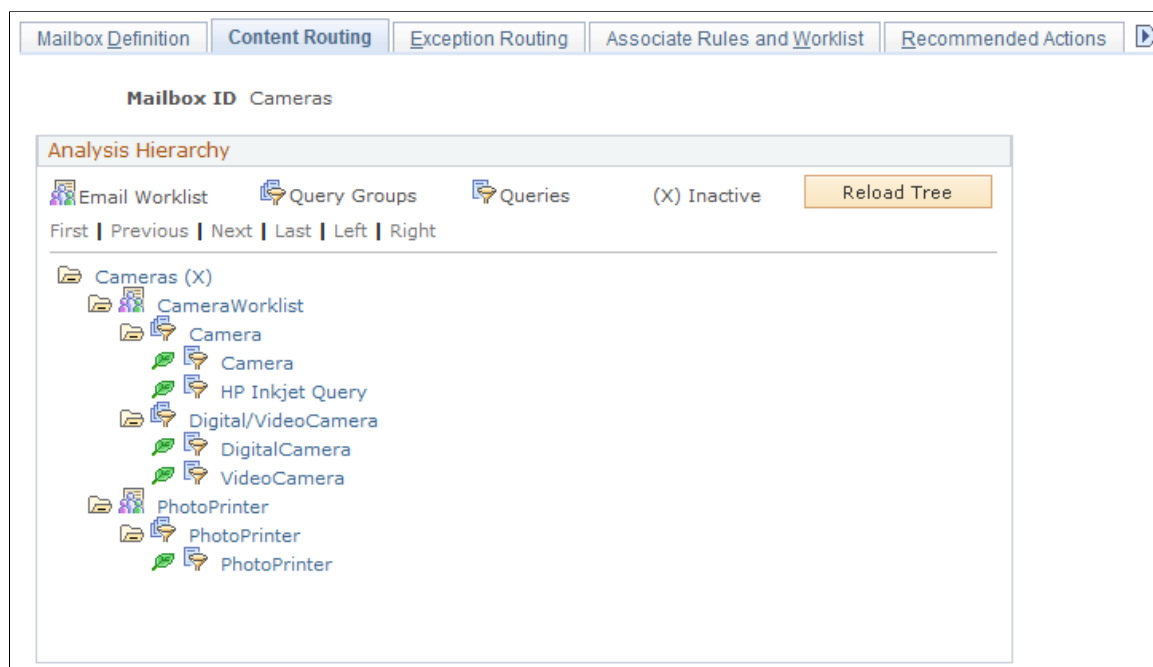 Mailbox Definition Content Routing Exception Routing Associate Rules and Worklist Recommended Actions
Mailbox ID Cameras
Analysis Hierarchy
Email Worklist Query Groups Queries (X) Inactive Reload Tree
First | Previous | Next | Last | Left | Right
Cameras (X)
CameraWorklist
Camera
Camera
HP Inkjet Query
Digital/VideoCamera
DigitalCamera
VideoCamera
PhotoPrinter
PhotoPrinter
PhotoPrinter